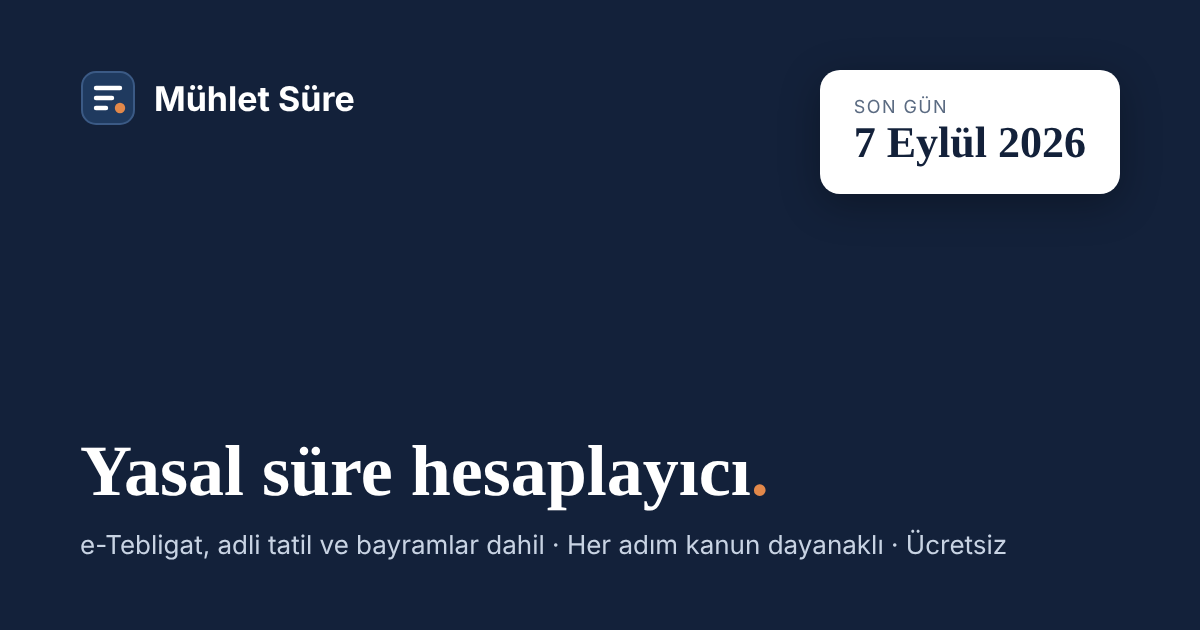 Mühlet Süre
SON GÜN
7 Eylül 2026
Yasal süre hesaplayıcı.
e-Tebligat, adli tatil ve bayramlar dahil · Her adım kanun dayanaklı · Ücretsiz